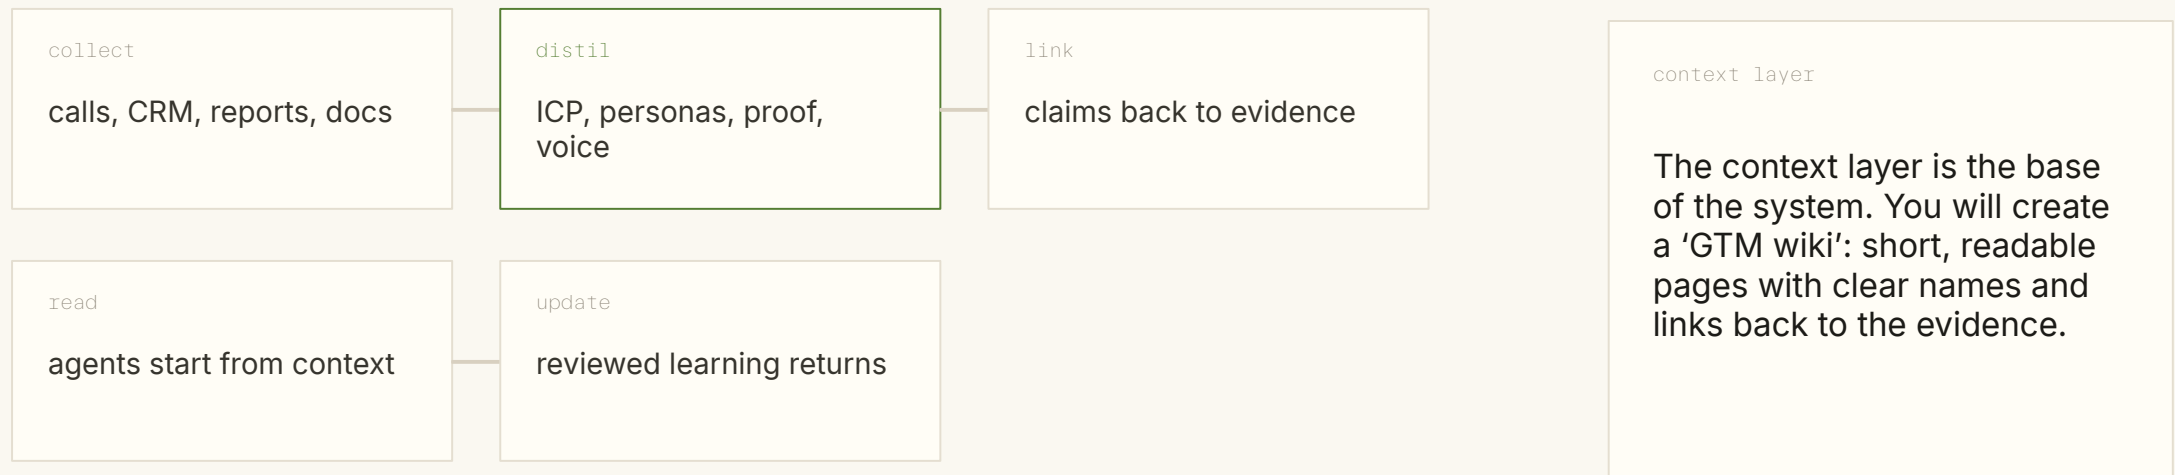 collect
calls, CRM, reports, docs
distil
ICP, personas, proof,
voice
link
claims back to evidence
read
agents start from context
update
reviewed learning returns
context layer
The context layer is the base
of the system. You will create
a ‘GTM wiki’: short, readable
pages with clear names and
links back to the evidence.